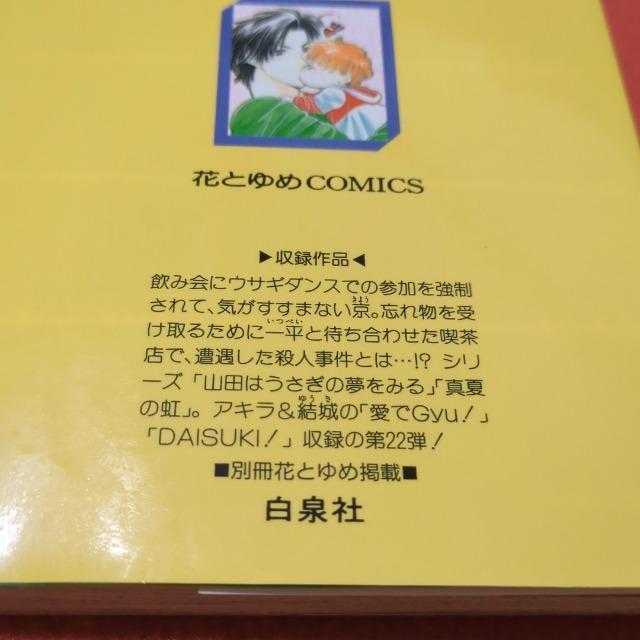 花とゆめCOMICS
▶収録作品◀
飲み会にウサギダンスでの参加を強制
されて、気がすすまない京。忘れ物を受
け取るために一平と待ち合わせた喫茶
店で、遭遇した殺人事件とは…!? シリ
ーズ「山田はうさぎの夢をみる」「真夏
の虹」。アキラ&結城の「愛でGyu!」
「DAISUKI!」収録の第22弾!
■別冊花とゆめ掲載■
白泉社